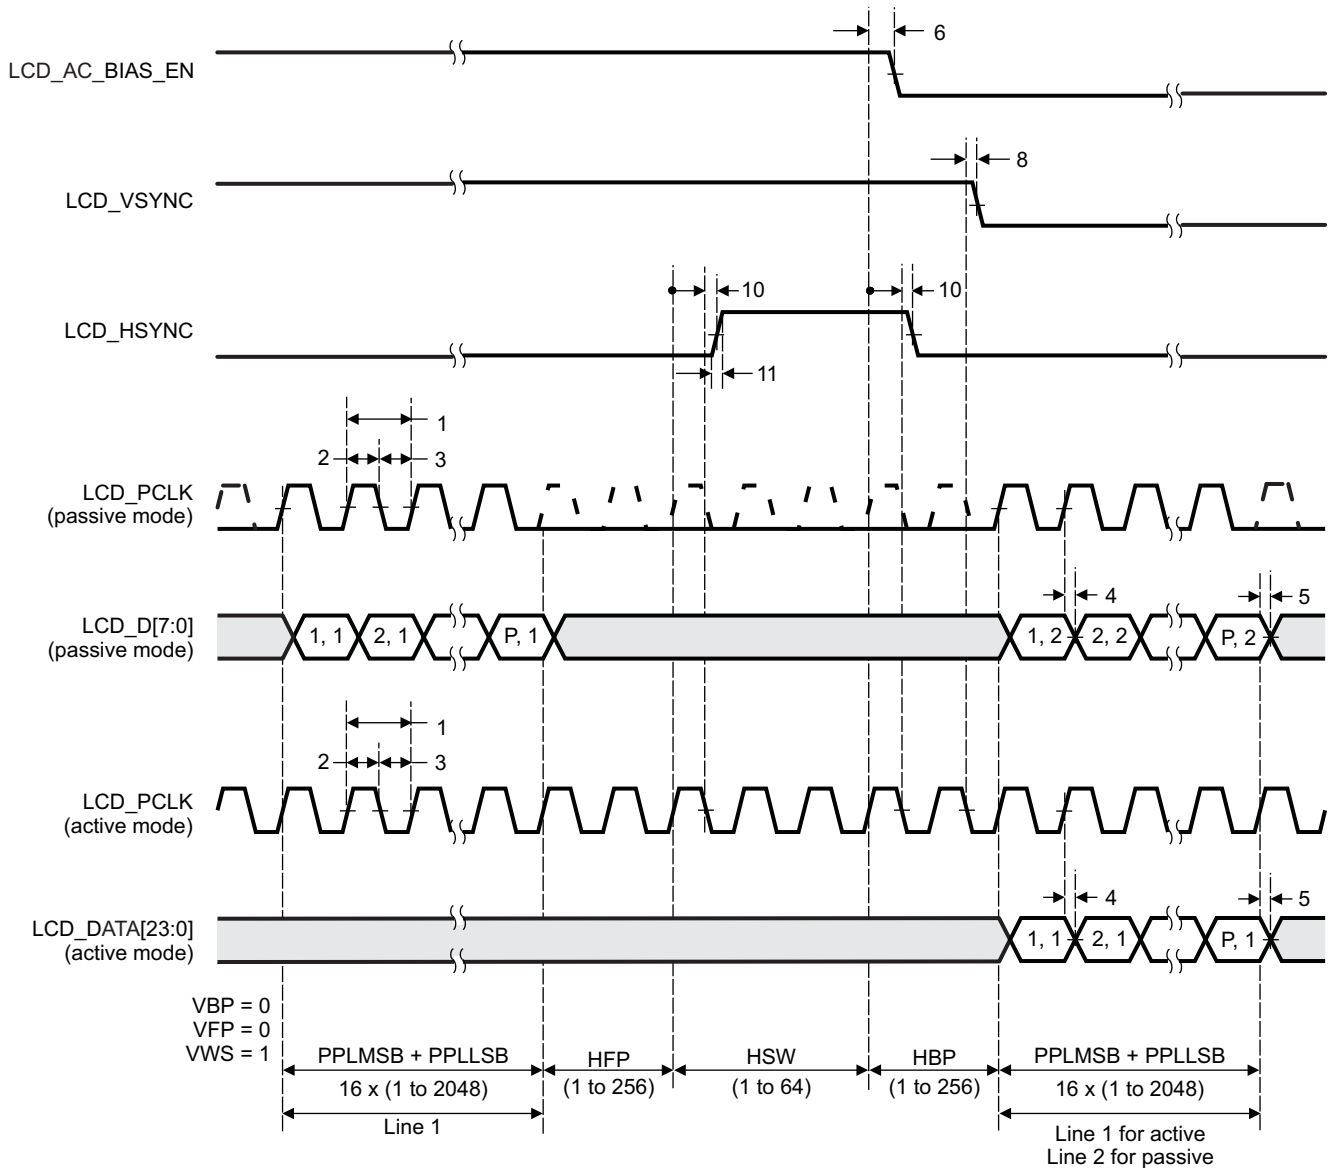 6
LCD_AC_BIAS_EN
8
LCD_VSYNC
10
10
LCD_HSYNC
11
1
2
3
LCD_PCLK
(passive mode)
4
5
LCD_D[7:0]
(passive mode)
1, 1
2, 1
P, 1
1, 2
2, 2
P, 2
1
2
3
LCD_PCLK
(active mode)
4
5
LCD_DATA[23:0]
(active mode)
1, 1
2, 1
P, 1
VBP = 0
VFP = 0
VWS = 1
PPLMSB + PPLLSB
16 x (1 to 2048)
Line 1
HFP
(1 to 256)
HSW
(1 to 64)
HBP
(1 to 256)
PPLMSB + PPLLSB
16 x (1 to 2048)
Line 1 for active
Line 2 for passive